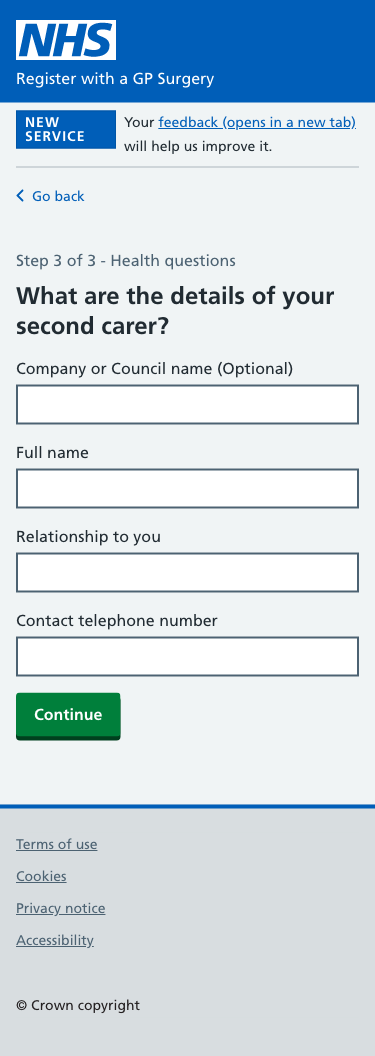 NHS
Register with a GP Surgery
NEW
SERVICE
Your feedback (opens in a new tab)
will help us improve it.
Go back
Step 3 of 3 - Health questions
What are the details of your
second carer?
Company or Council name (Optional)
Full name
Relationship to you
Contact telephone number
Continue
Terms of use
Cookies
Privacy notice
Accessibility
© Crown copyright